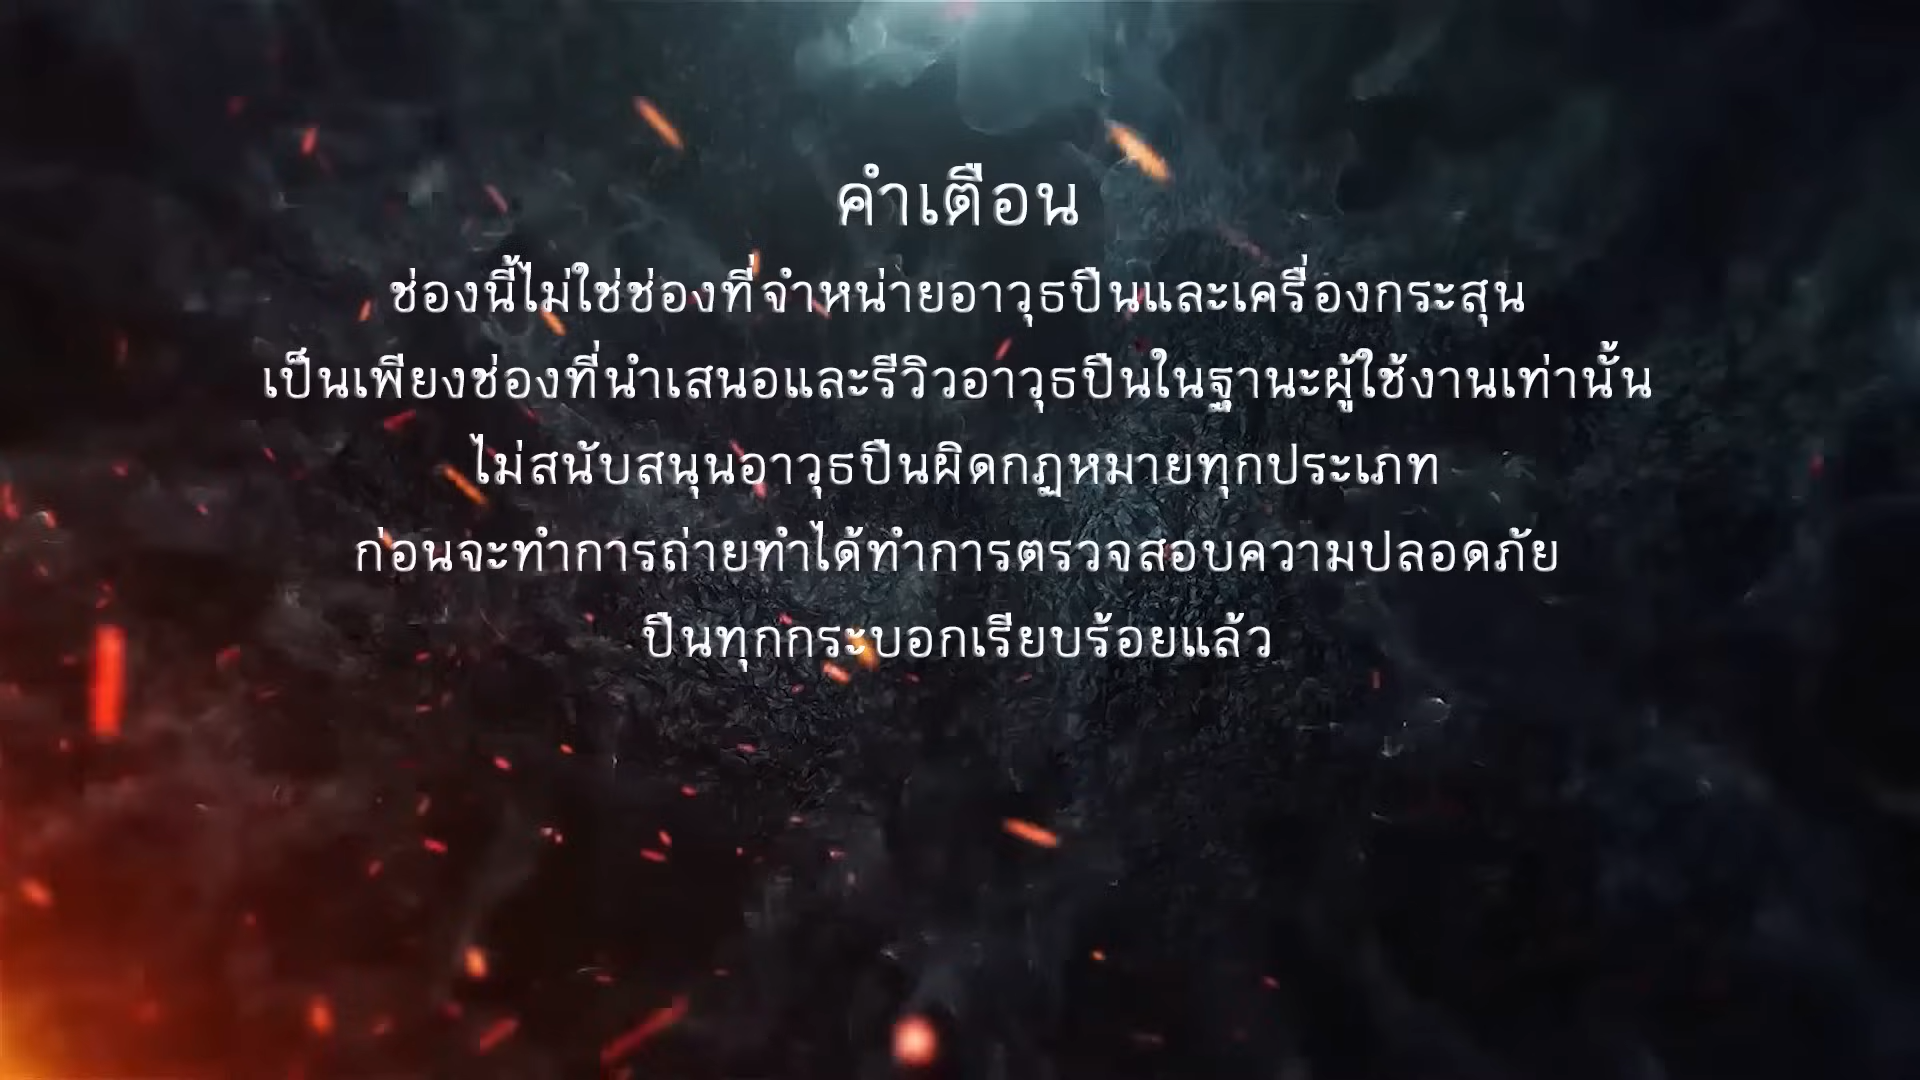 คำเตือน
ช่องนี้ไม่ใช่ช่องที่จำหน่ายอาวุธปืนและเครื่องกระสุน
เป็นเพียงช่องที่นำเสนอและรีวิวอาวุธปืนในฐานะผู้ใช้งานเท่านั้น
ไม่สนับสนุนอาวุธปืนผิดกฎหมายทุกประเภท
ก่อนจะทำการถ่ายทำได้ทำการตรวจสอบความปลอดภัย
ปืนทุกกระบอกเรียบร้อยแล้ว